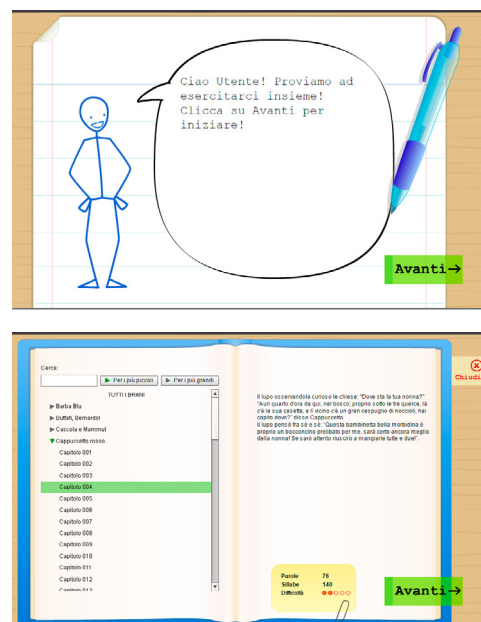 Ciao Utente! Proviamo ad
esercitarci insieme!
Clicca su Avanti per
iniziare!
Avanti→
Cerca:
Per i più piccoli
Per i più grandi
TUTTI I BRANI
Barba Blu
Buttati, Bernardo!
Caccola e Mammut
Cappuccetto rosso
Capitolo 001
Capitolo 002
Capitolo 003
Capitolo 004
Capitolo 005
Capitolo 006
Capitolo 007
Capitolo 008
Capitolo 009
Capitolo 010
Capitolo 011
Capitolo 012
Capitolo 013
Il lupo osservandola curioso le chiese: "Dove sta la tua nonna?"
"Aun quarto d'ora da qui, nel bosco; proprio sotto le tre querce, là
c'è la sua casetta, e lì vicino c'è un gran cespuglio di noccioli, hai
capito dove?" disse Cappuccetto.
Il lupo pensò fra sè e sè: "Questa bambinetta bella morbidina è
proprio un bocconcino prelibato per me, sarà certo ancora meglio
della nonna! Se sarò attento riuscirò a mangiarle tutte e due!".
Chiudi
Parole 76
Sillabe 140
Difficoltà
Avanti→